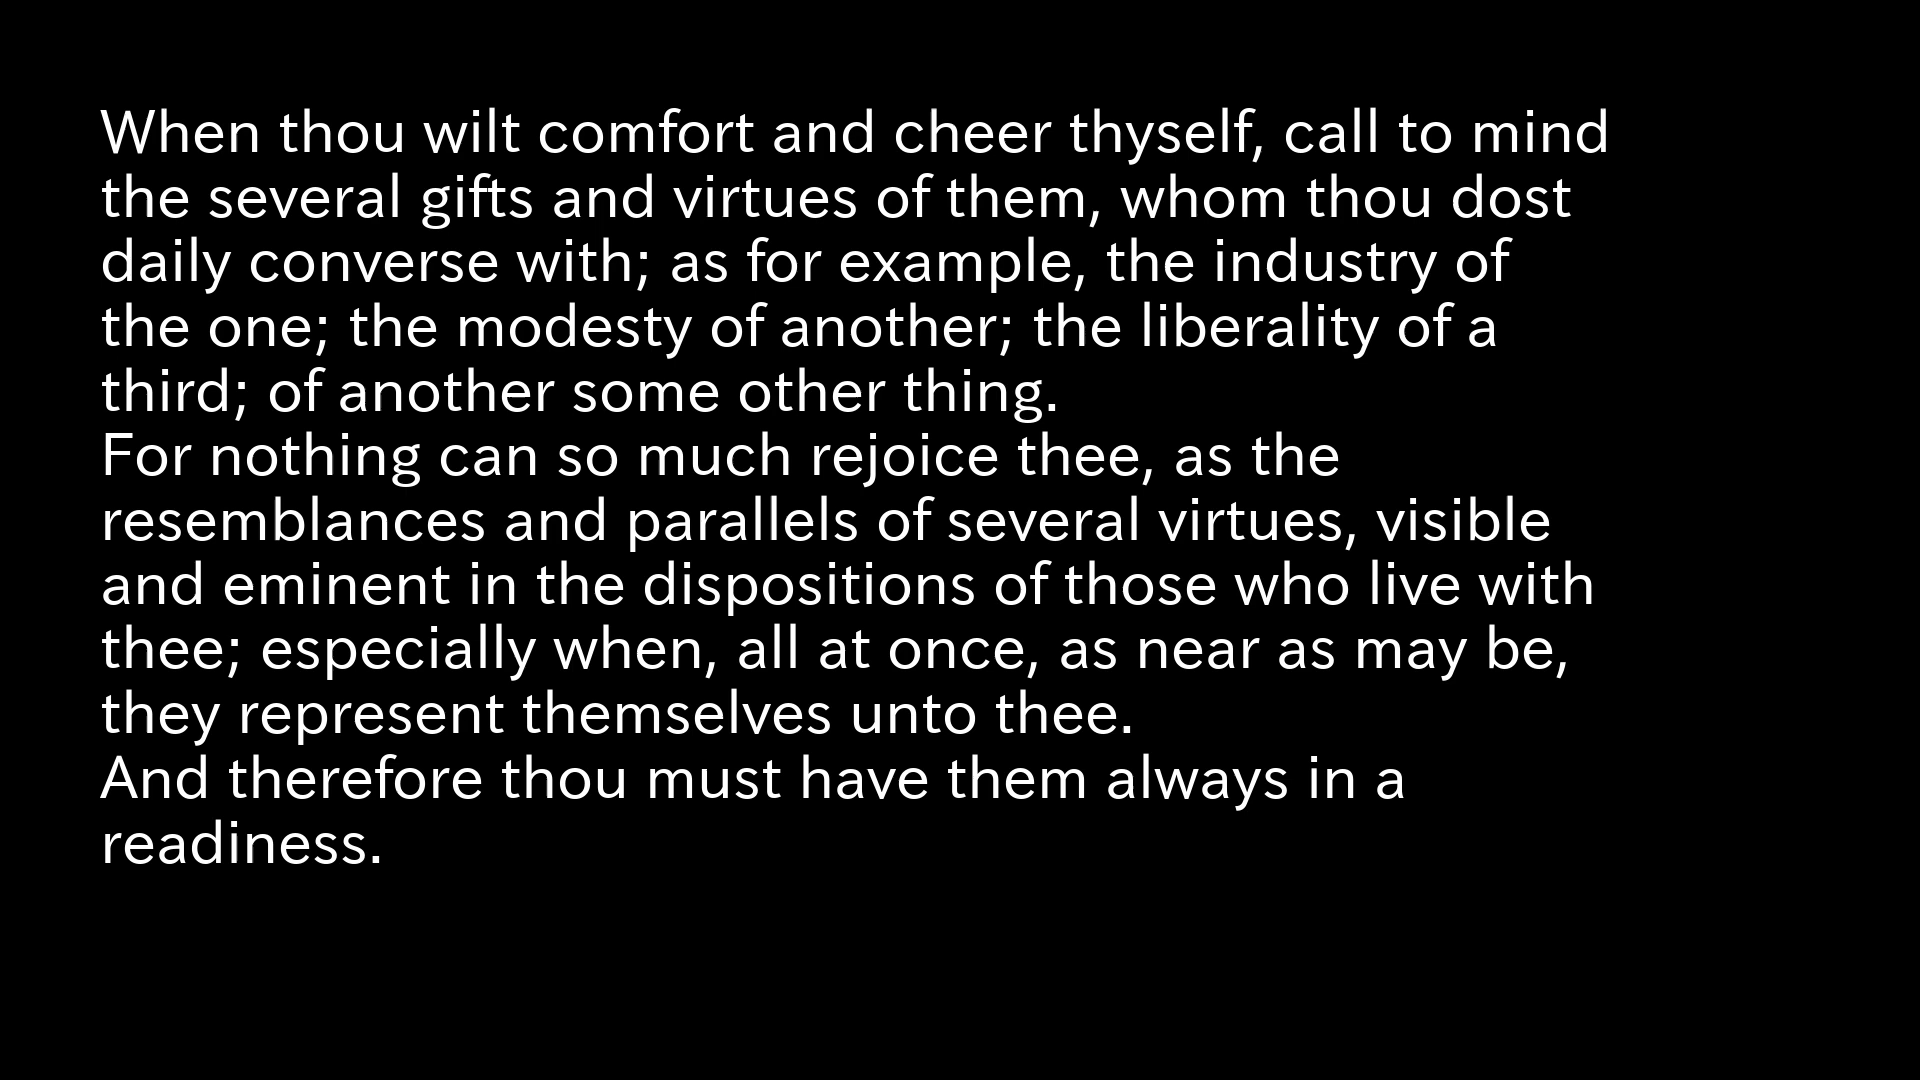 When thou wilt comfort and cheer thyself, call to mind
the several gifts and virtues of them, whom thou dost
daily converse with; as for example, the industry of
the one; the modesty of another; the liberality of a
third; of another some other thing.
For nothing can so much rejoice thee, as the
resemblances and parallels of several virtues, visible
and eminent in the dispositions of those who live with
thee; especially when, all at once, as near as may be,
they represent themselves unto thee.
And therefore thou must have them always in a
readiness.